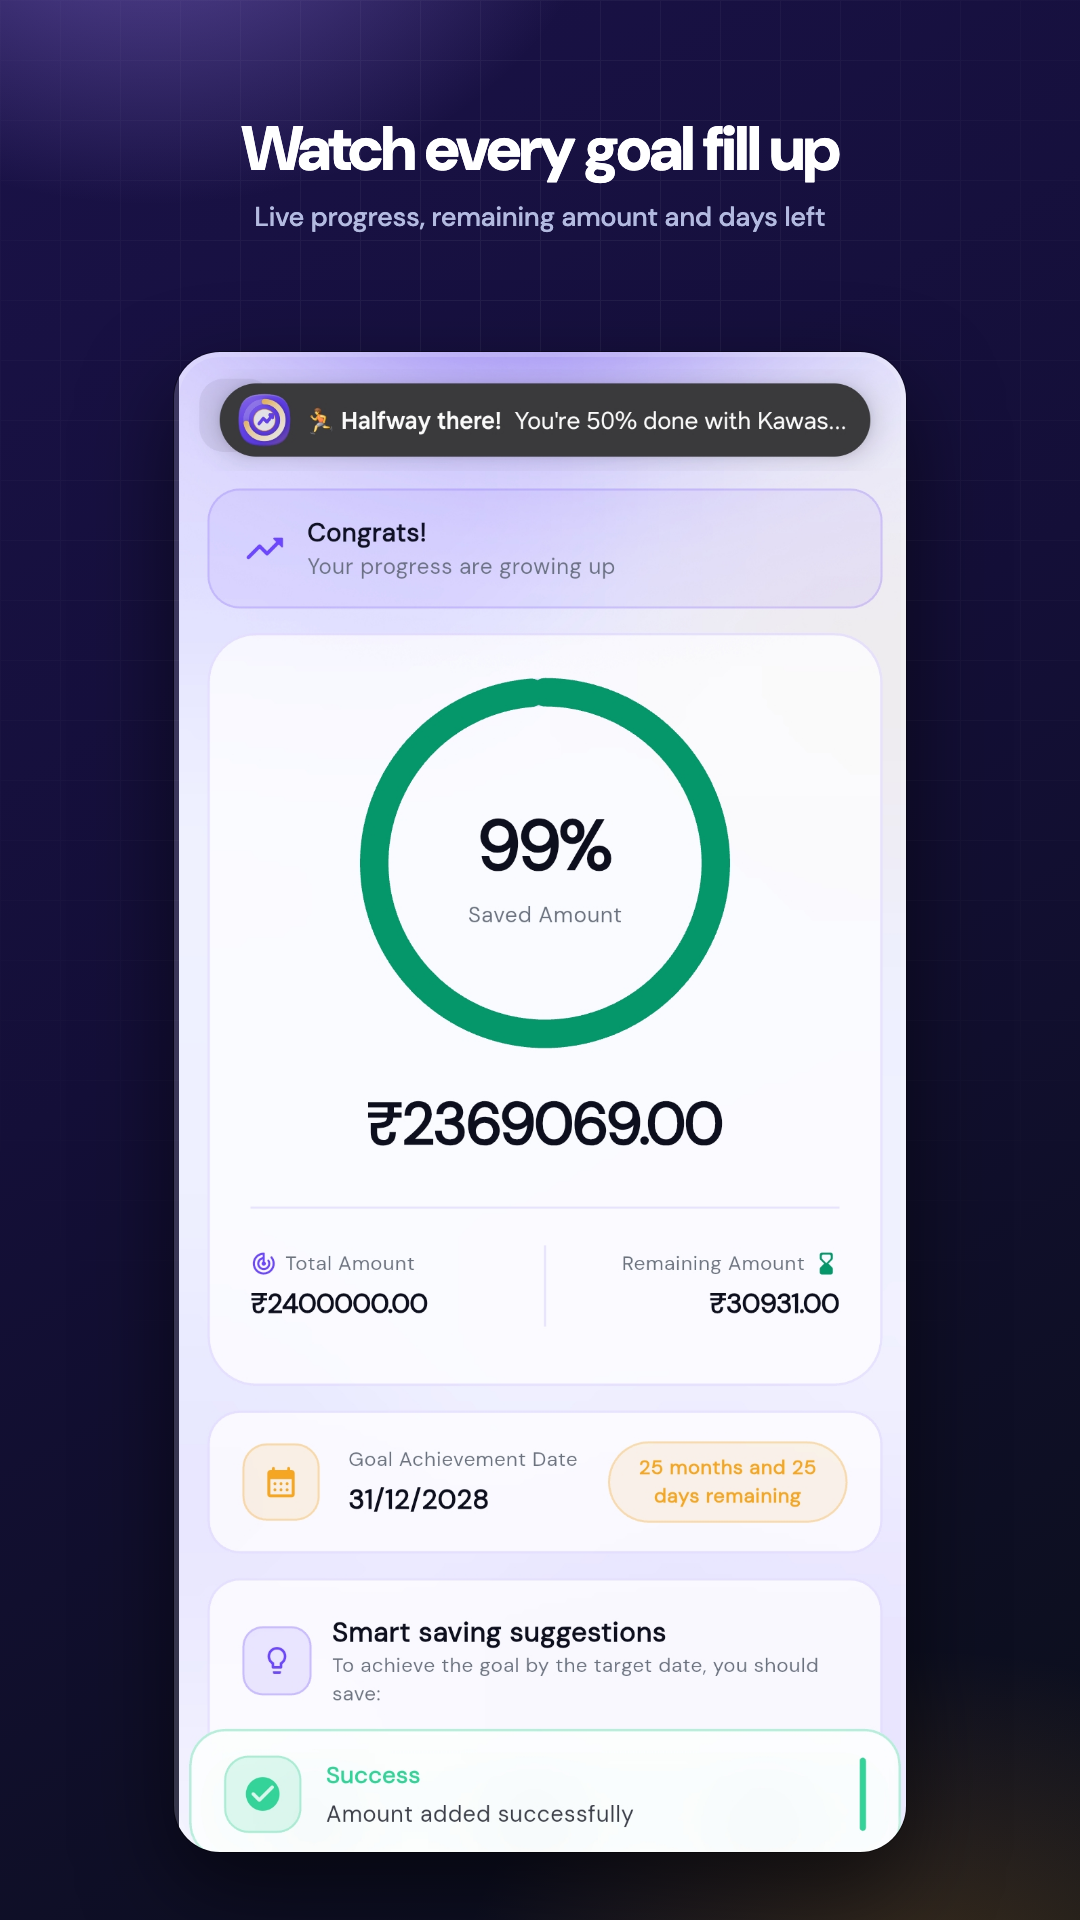 Watch every goal fill up
Live progress, remaining amount and days left
🏃 Halfway there! You're 50% done with Kawas...
Congrats!
Your progress are growing up
99%
Saved Amount
₹2369069.00
Total Amount
₹2400000.00
Remaining Amount
₹30931.00
Goal Achievement Date
31/12/2028
25 months and 25
days remaining
Smart saving suggestions
To achieve the goal by the target date, you should
save:
Success
Amount added successfully